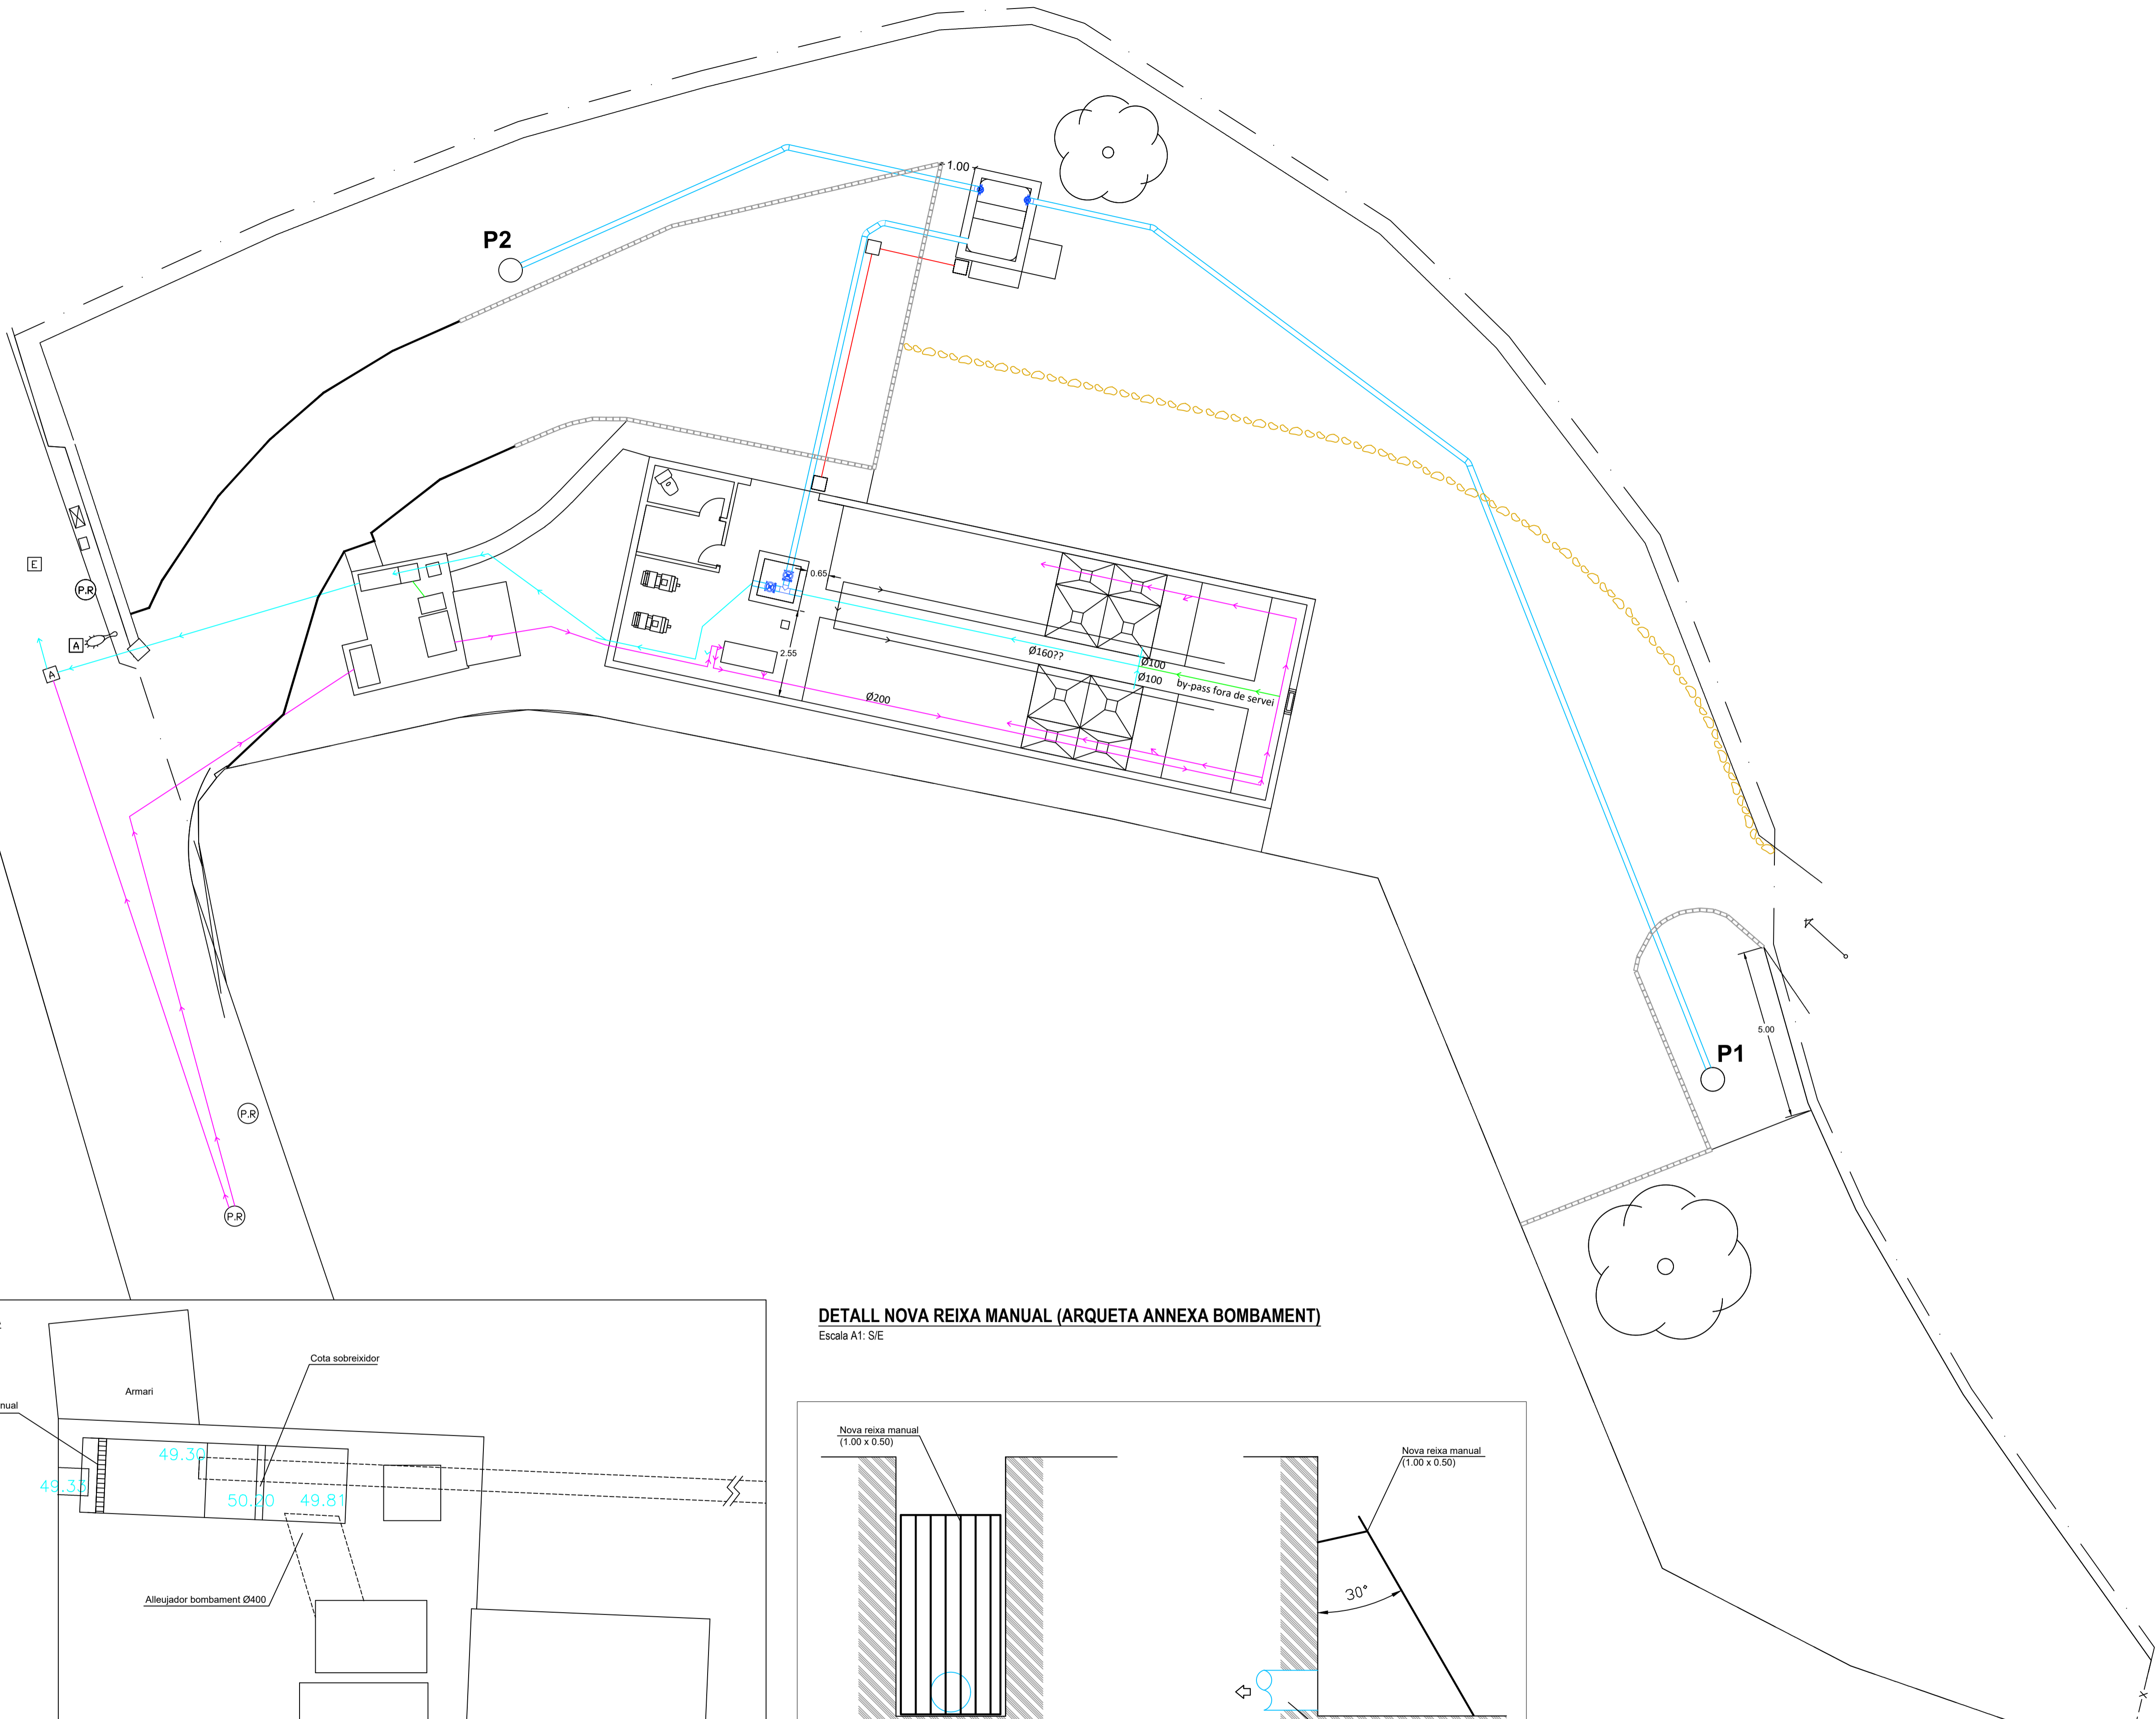 1.00
P2
E
P.R
A
A
0.65
2.55
Ø160??
Ø100
Ø100
by-pass fora de servei
Ø200
5.00
P1
P.R
P.R
DETALL NOVA REIXA MANUAL (ARQUETA ANNEXA BOMBAMENT)
Escala A1: S/E
Cota sobreixidor
Armari
49.30
49.33
50.20
49.81
Alleujador bombament Ø400
Nova reixa manual
(1.00 x 0.50)
Nova reixa manual
(1.00 x 0.50)
30°
X